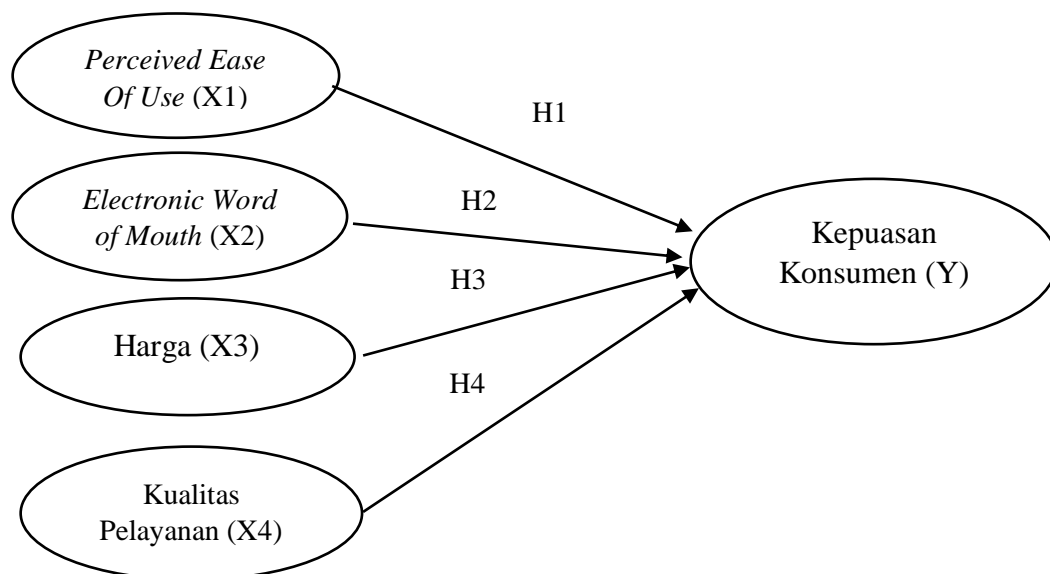 Perceived Ease
Of Use (X1)
H1
Electronic Word
of Mouth (X2)
H2
Kepuasan
Konsumen (Y)
H3
Harga (X3)
H4
Kualitas
Pelayanan (X4)